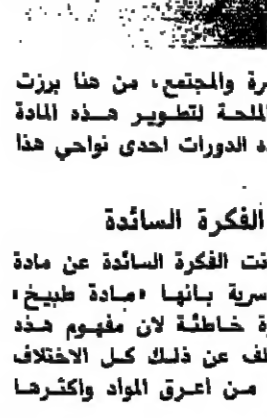 رة والمجتمع، من هنا برزت
الملحة لتطوير هذه المادة
الدورات احدى نواحي هذا
الفكرة السائدة
نت الفكرة السائدة عن مادة
سرية بانها «مادة طبيخ»
ة خاطئة لان مفهوم هذه
لف عن ذلك كل الاختلاف
من اعرق المواد واكثرها